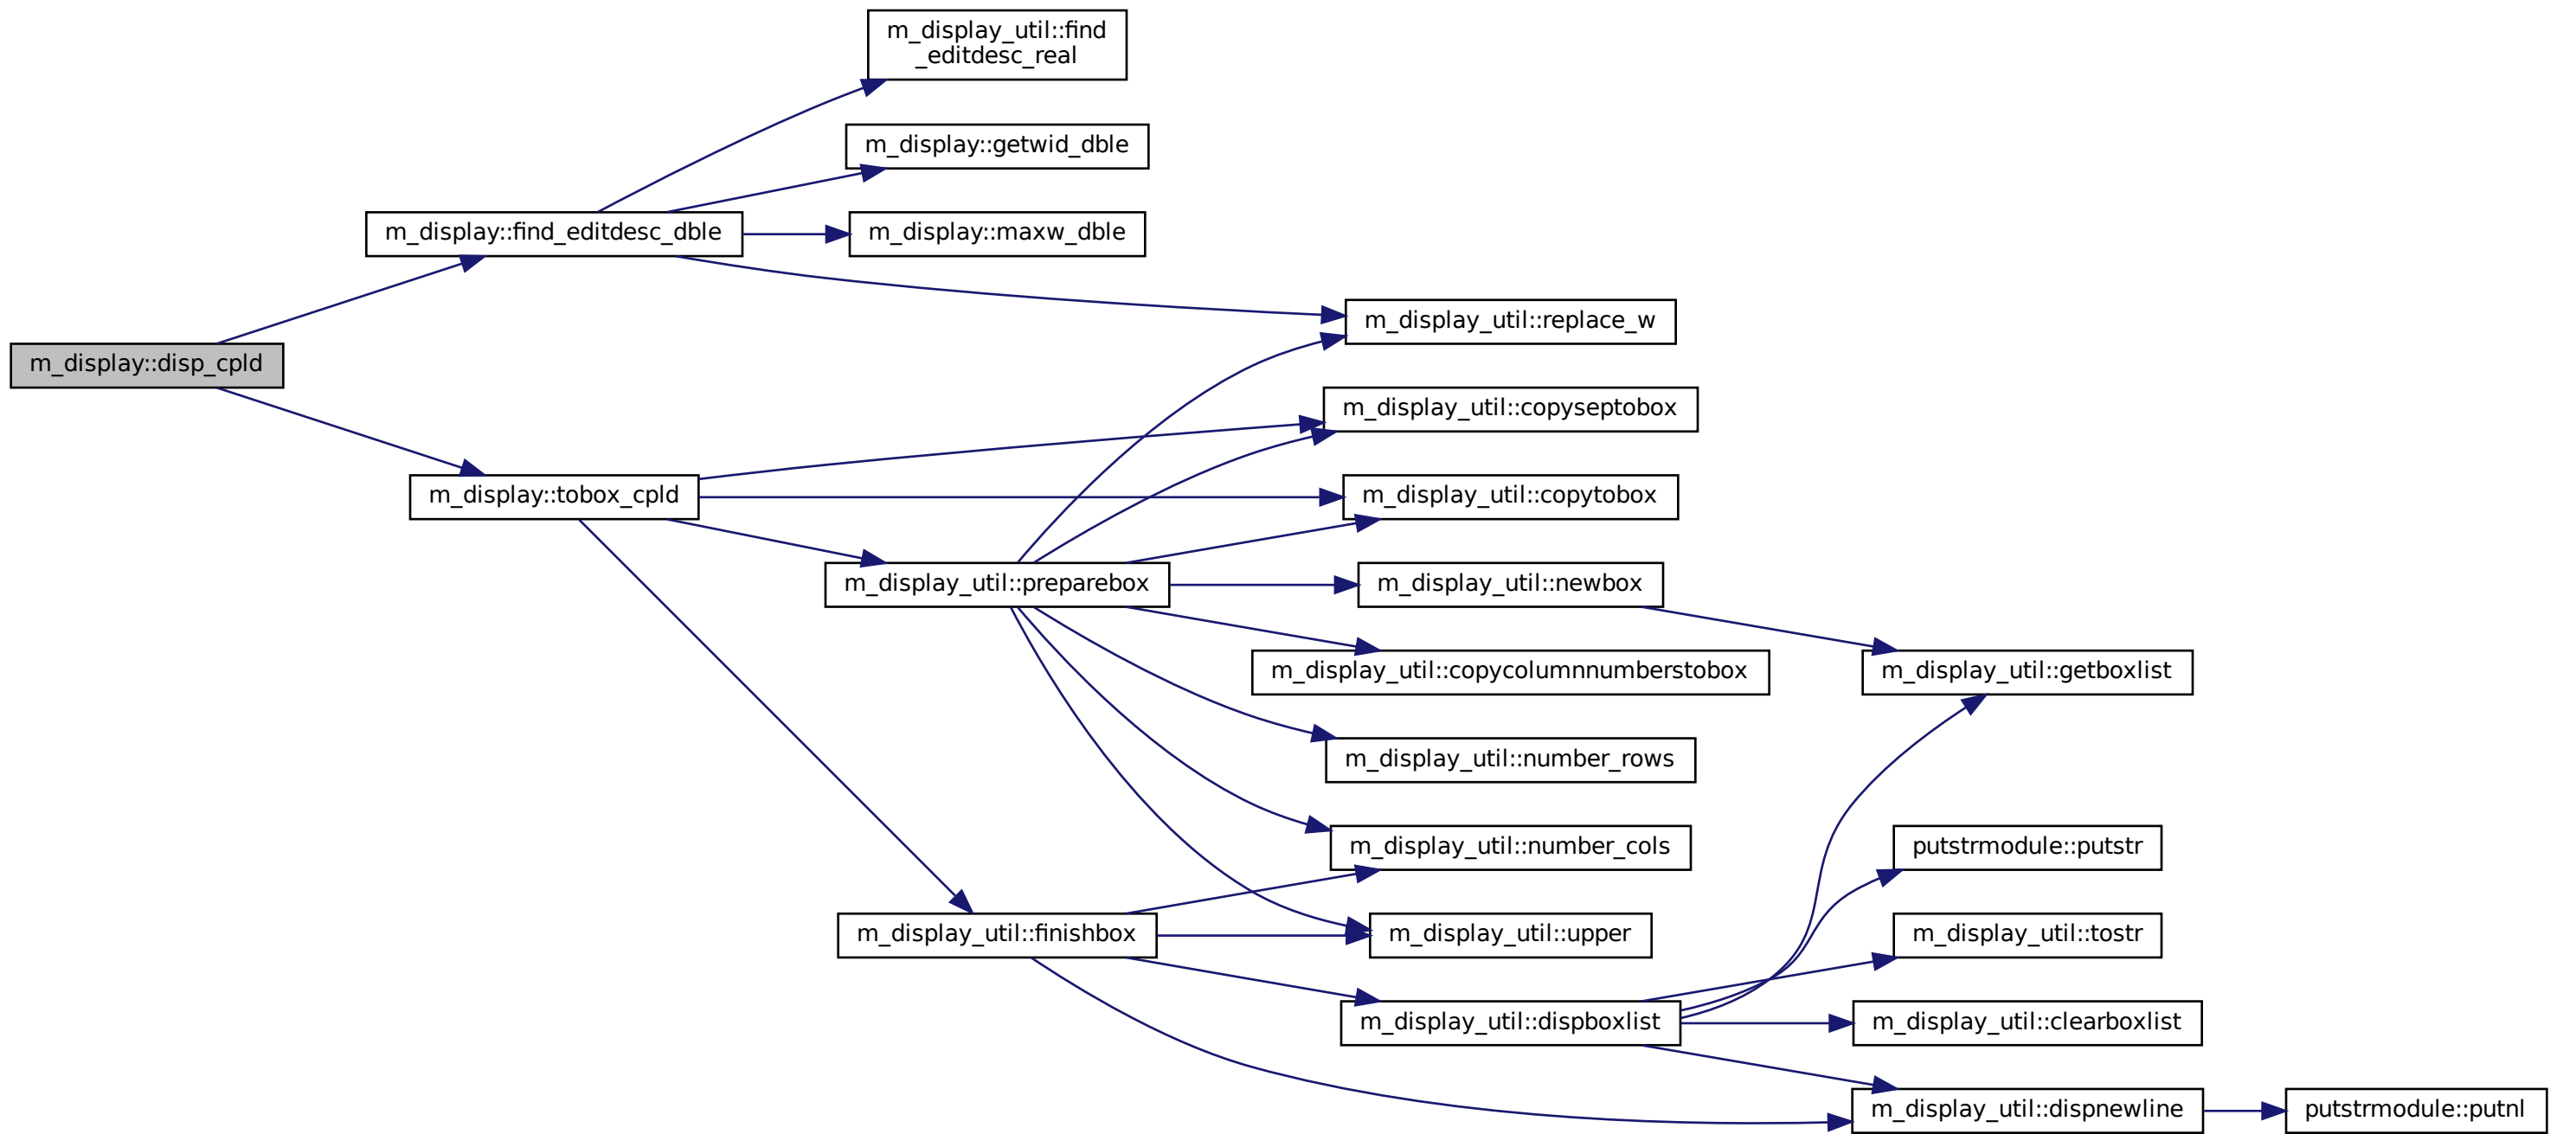 m_display_util::find
_editdesc_real
m_display::getwid_dble
m_display::find_editdesc_dble
m_display::maxw_dble
m_display_util::replace_w
m_display::disp_cpld
m_display_util::copyseptobox
m_display::tobox_cpld
m_display_util::copytobox
m_display_util::preparebox
m_display_util::newbox
m_display_util::copycolumnnumberstobox
m_display_util::getboxlist
m_display_util::number_rows
m_display_util::number_cols
putstrmodule::putstr
m_display_util::finishbox
m_display_util::upper
m_display_util::tostr
m_display_util::dispboxlist
m_display_util::clearboxlist
m_display_util::dispnewline
putstrmodule::putnl